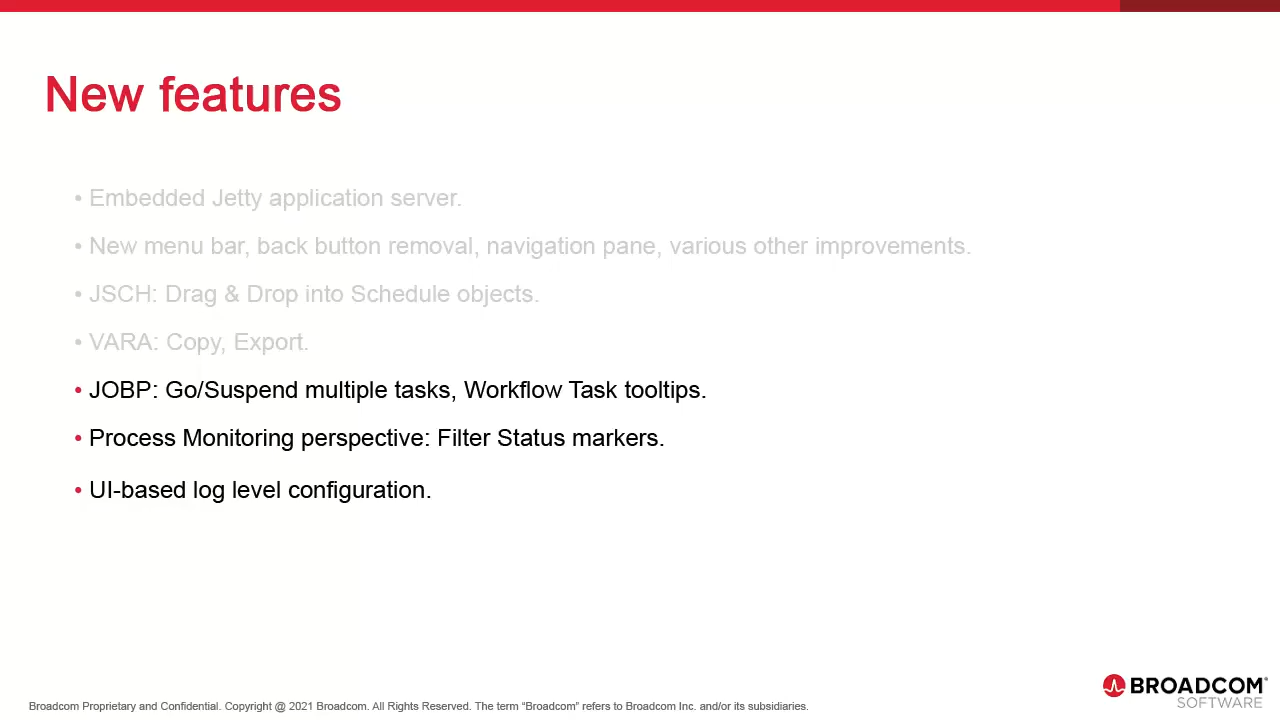 New features
• Embedded Jetty application server.
• New menu bar, back button removal, navigation pane, various other improvements.
• JSCH: Drag & Drop into Schedule objects.
• VARA: Copy, Export.
• JOBP: Go/Suspend multiple tasks, Workflow Task tooltips.
• Process Monitoring perspective: Filter Status markers.
• UI-based log level configuration.
BROADCOM®
SOFTWARE
Broadcom Proprietary and Confidential. Copyright @ 2021 Broadcom. All Rights Reserved. The term “Broadcom” refers to Broadcom Inc. and/or its subsidiaries.